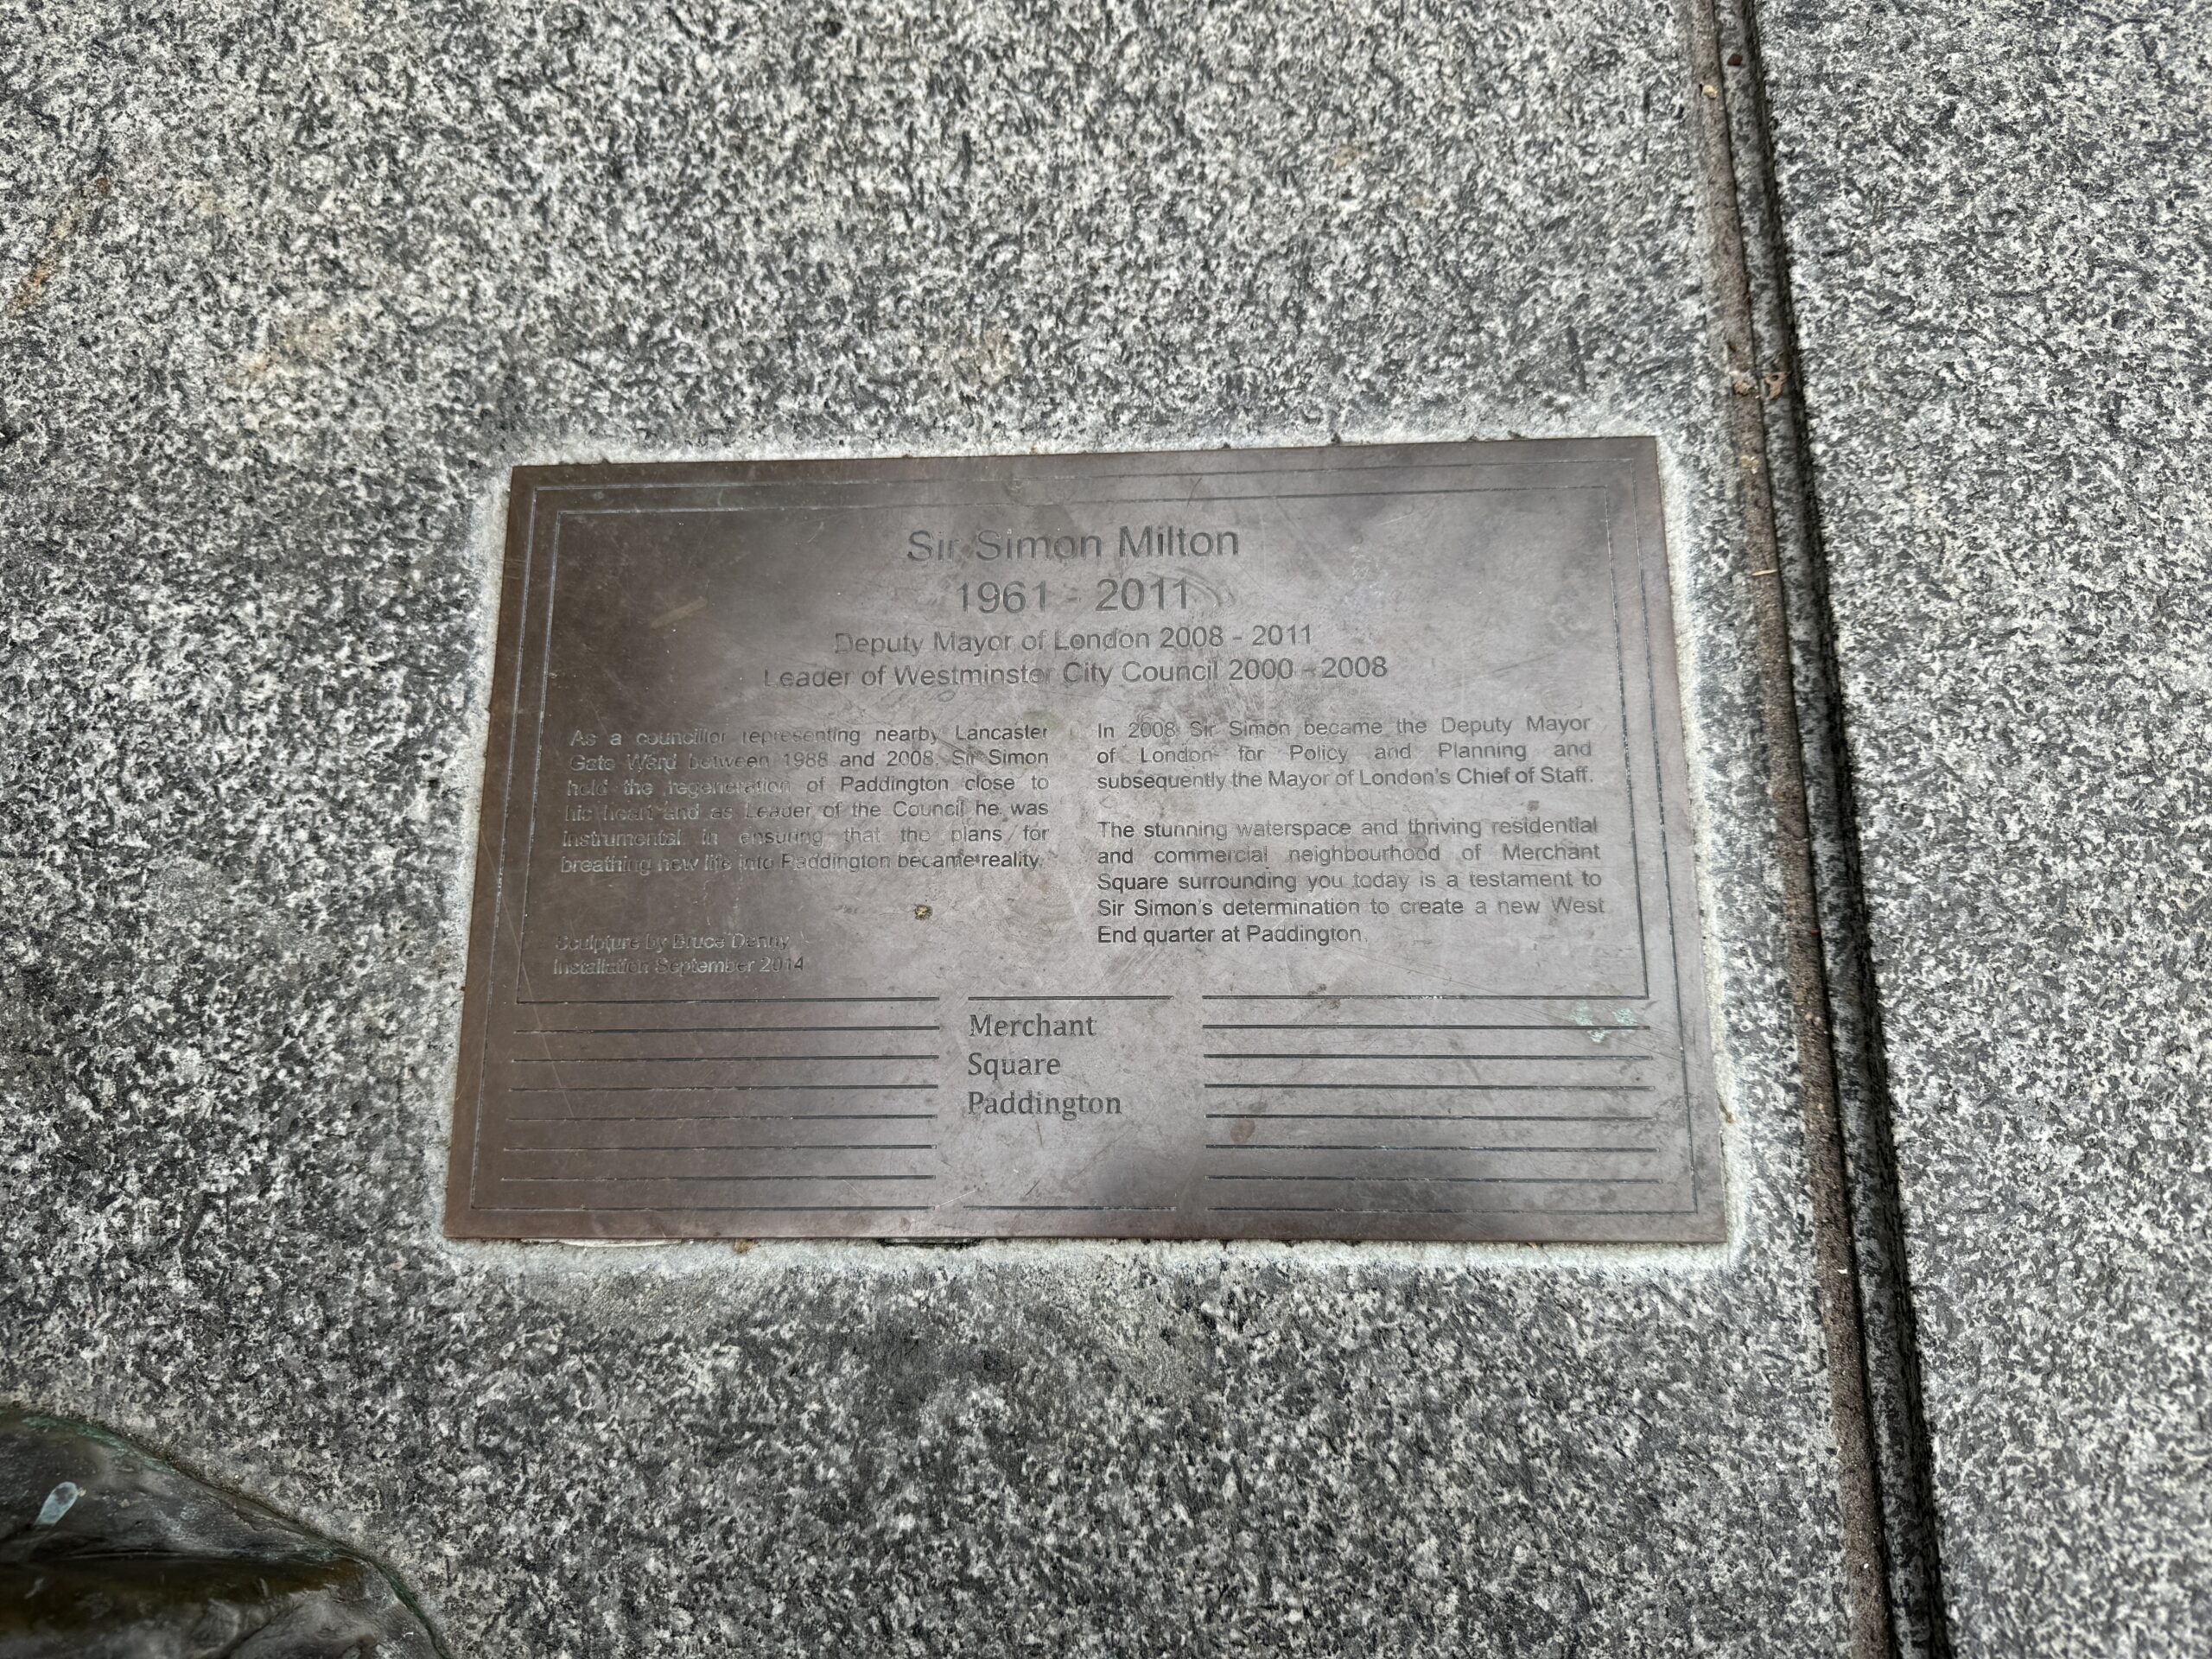 Sir Simon Milton
1961 - 2011
Deputy Mayor of London 2008 - 2011
Leader of Westminster City Council 2000 - 2008
As a councillor representing nearby Lancaster
Gate Ward between 1988 and 2008, Sir Simon
held the regeneration of Paddington close to
his heart and as Leader of the Council he was
instrumental in ensuring that the plans for
breathing new life into Paddington became reality.
Sculpture by Bruce Denny
Installation September 2014
In 2008 Sir Simon became the Deputy Mayor
of London for Policy and Planning and
subsequently the Mayor of London's Chief of Staff.
The stunning waterspace and thriving residential
and commercial neighbourhood of Merchant
Square surrounding you today is a testament to
Sir Simon's determination to create a new West
End quarter at Paddington.
Merchant
Square
Paddington